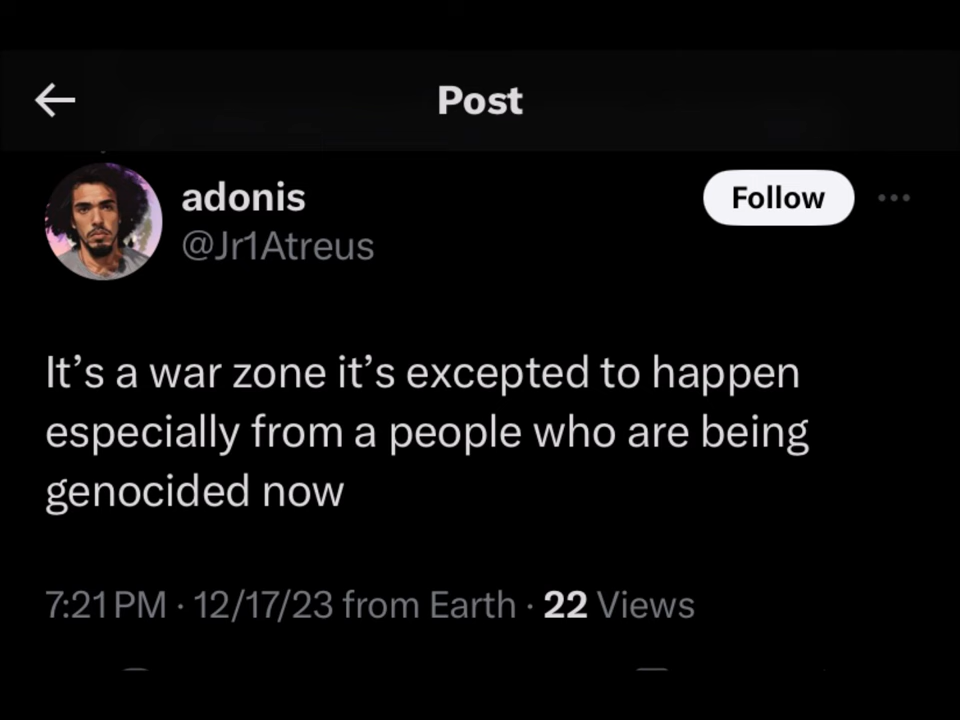 Post
adonis
Follow
@Jr1Atreus
It’s a war zone it’s excepted to happen
especially from a people who are being
genocided now
7:21 PM · 12/17/23 from Earth · 22 Views